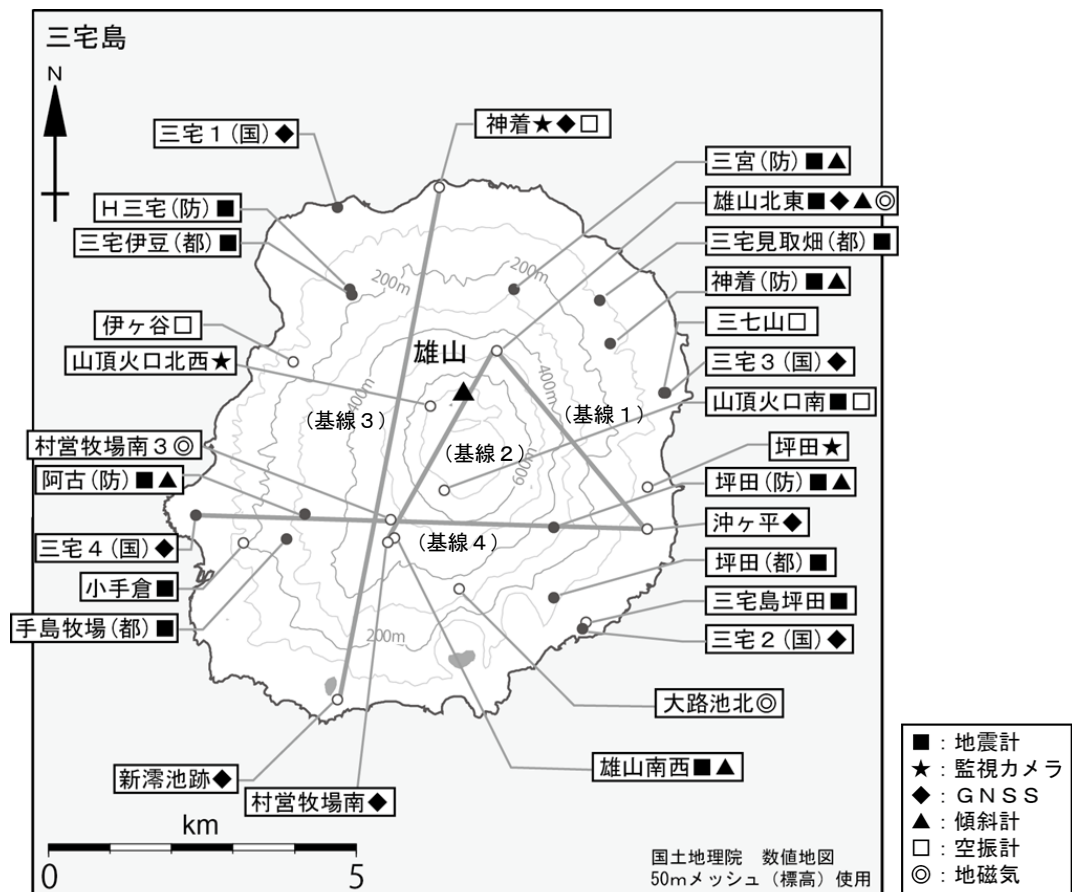 三宅島
N
三宅1(国)◆
神着★◆□
H三宅(防)■
三宅伊豆(都)■
三宮(防)■▲
雄山北東■◆▲◎
三宅見取畑(都)■
神着(防)■▲
三七山□
三宅3(国)◆
山頂火口南■□
伊ヶ谷□
山頂火口北西★
村営牧場南3◎
阿古(防)■▲
三宅4(国)◆
小手倉■
手島牧場(都)■
雄山
200m
200m
400m
400m
600m
200m
(基線3)
(基線1)
(基線2)
(基線4)
坪田★
坪田(防)■▲
沖ヶ平◆
坪田(都)■
三宅島坪田■
三宅2(国)◆
大路池北◎
雄山南西■▲
新澪池跡◆
村営牧場南◆
km
0
5
国土地理院 数値地図
50mメッシュ(標高)使用
■:地震計
★:監視カメラ
◆:GNSS
▲:傾斜計
□:空振計
◎:地磁気